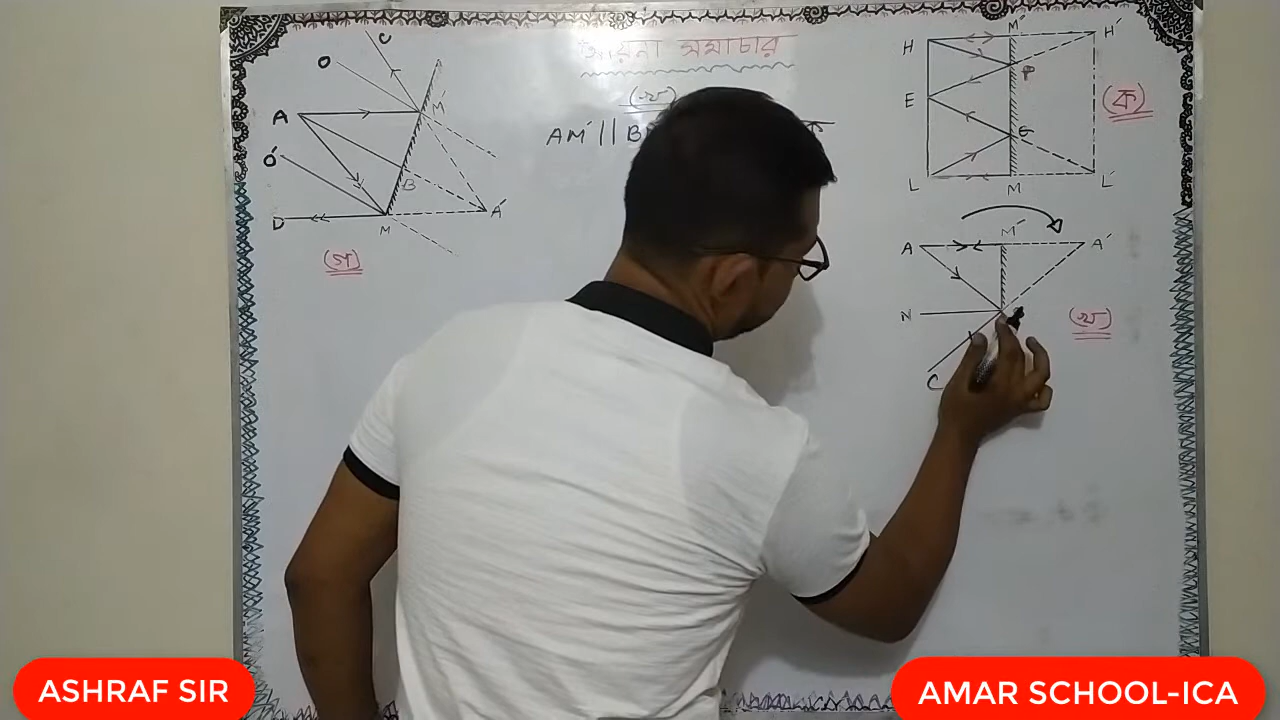 আয়না সমাচার
(খ)
AM′ || B
O
A
O′
D
M′
B
M
A′
(গ)
H
M″
H′
P
E
(ক)
G
L
M
L′
A
M′
A′
N
(খ)
C
ASHRAF SIR
AMAR SCHOOL-ICA